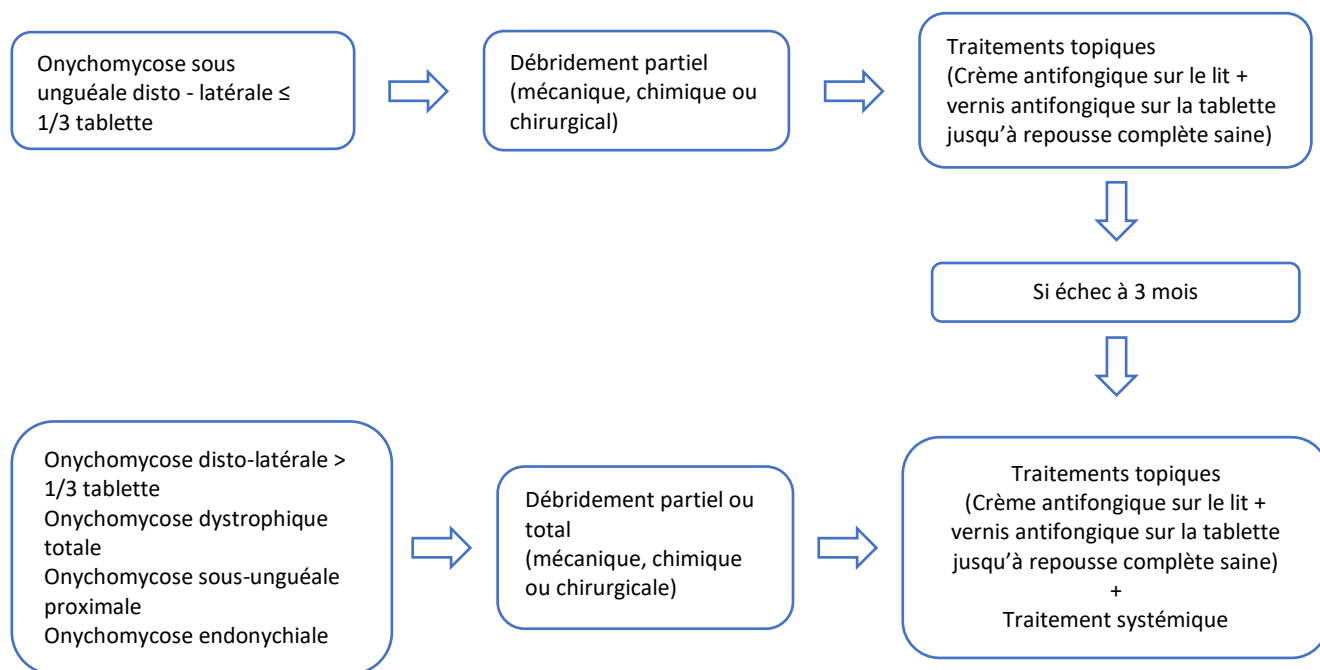 Onychomycose sous
unguéale disto - latérale ≤
1/3 tablette
Débridement partiel
(mécanique, chimique ou
chirurgical)
Traitements topiques
(Crème antifongique sur le lit +
vernis antifongique sur la tablette
jusqu’à repousse complète saine)
Si échec à 3 mois
Onychomycose disto-latérale >
1/3 tablette
Onychomycose dystrophique
totale
Onychomycose sous-unguéale
proximale
Onychomycose endonychiale
Débridement partiel ou
total
(mécanique, chimique
ou chirurgicale)
Traitements topiques
(Crème antifongique sur le lit +
vernis antifongique sur la tablette
jusqu’à repousse complète saine)
+
Traitement systémique